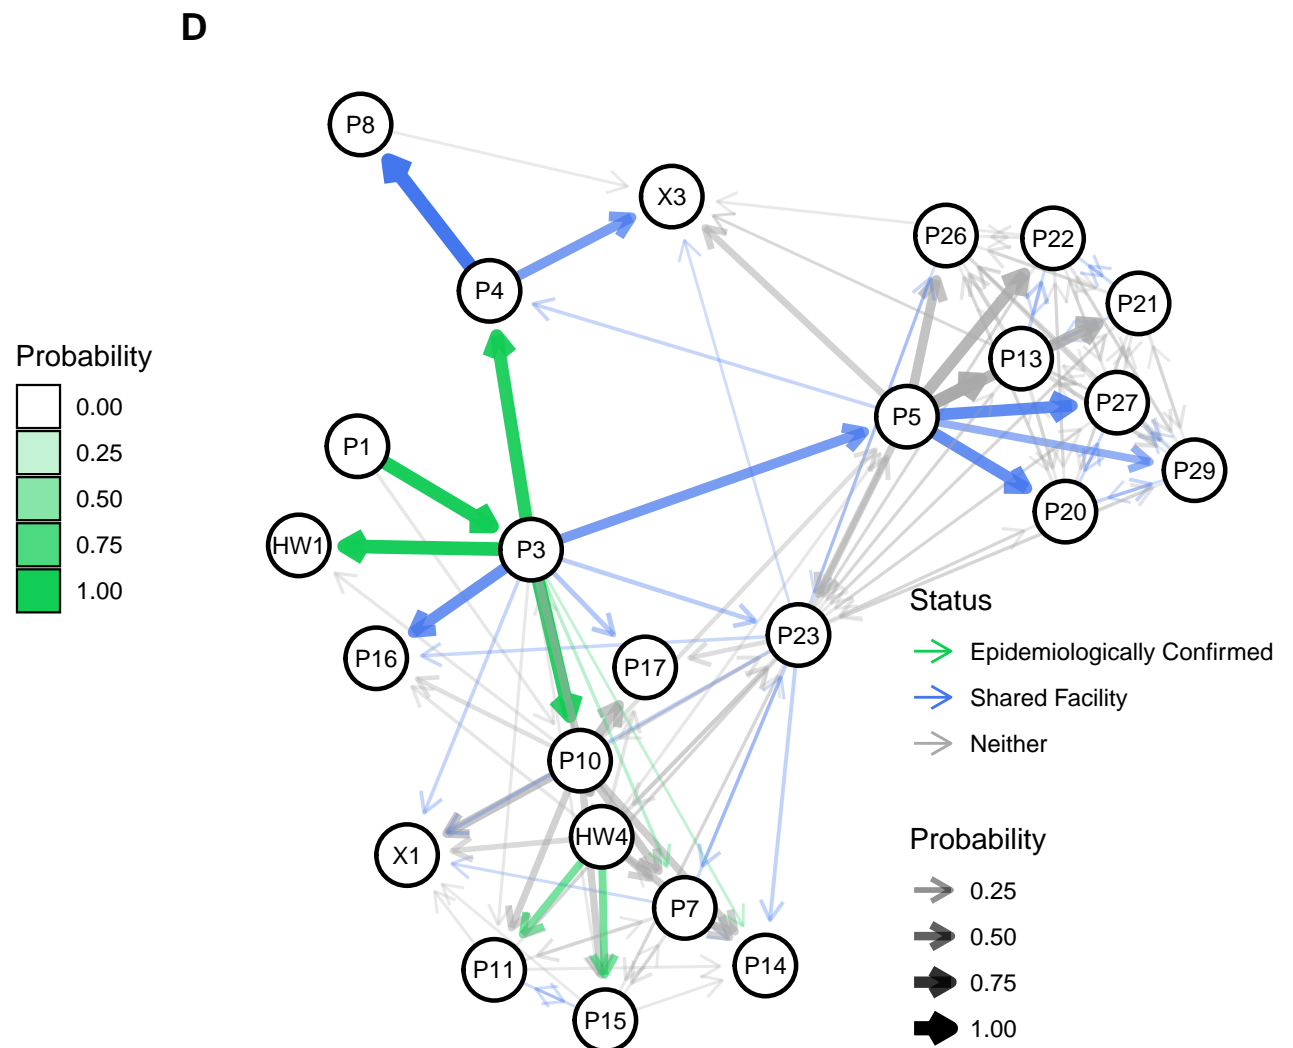 D
P8
X3
P26
P22
P4
P21
Probability
0.00
0.25
0.50
0.75
1.00
P13
P27
P5
P1
P29
P20
HW1
P3
P16
P17
P23
Status
Epidemiologically Confirmed
Shared Facility
Neither
P10
HW4
X1
P7
P11
P14
P15
Probability
0.25
0.50
0.75
1.00